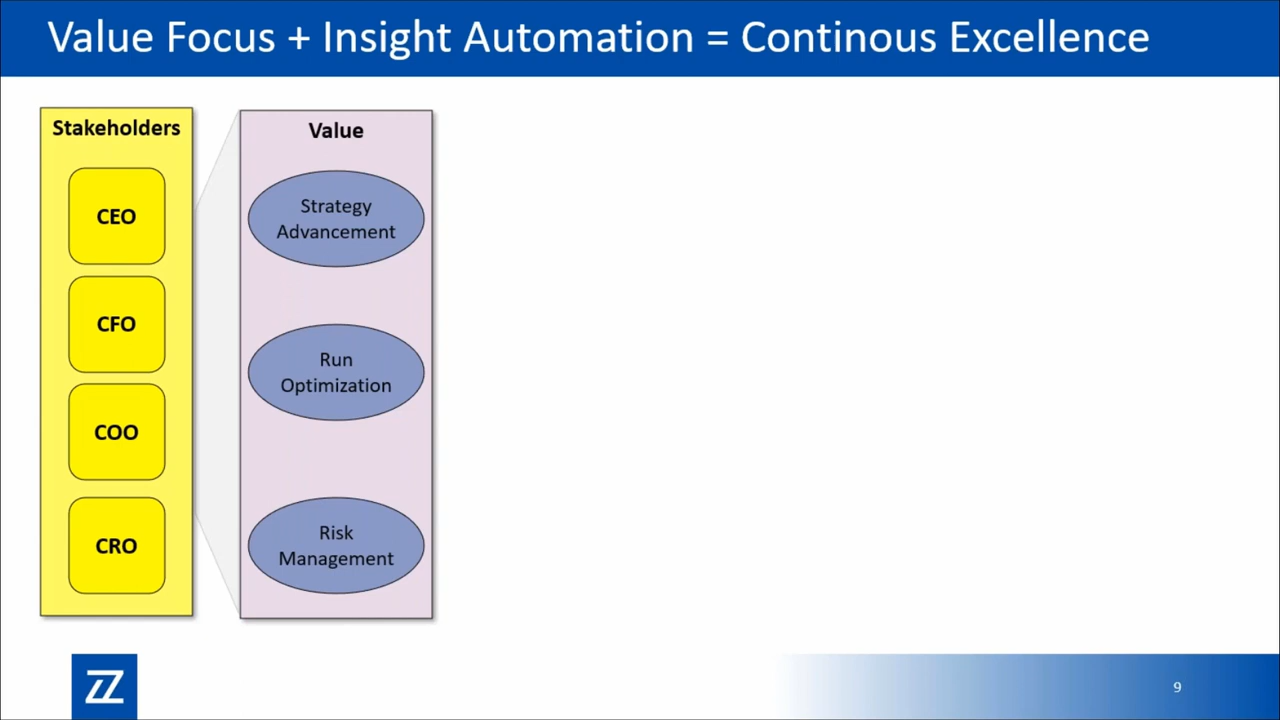 Value Focus + Insight Automation = Continous Excellence
Stakeholders
CEO
CFO
COO
CRO
Value
Strategy
Advancement
Run
Optimization
Risk
Management
ZZ
9